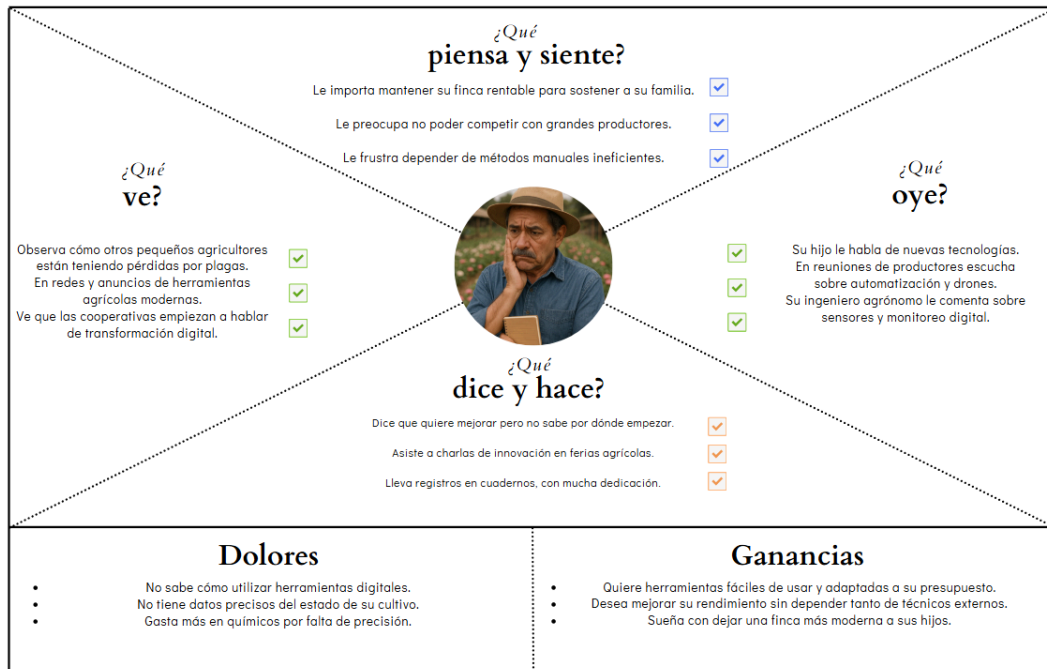 ¿Qué
piensa y siente?
Le importa mantener su finca rentable para sostener a su familia.
Le preocupa no poder competir con grandes productores.
Le frustra depender de métodos manuales ineficientes.
¿Qué
ve?
Observa cómo otros pequeños agricultores
están teniendo pérdidas por plagas.
En redes y anuncios de herramientas
agrícolas modernas.
Ve que las cooperativas empiezan a hablar
de transformación digital.
¿Qué
oye?
Su hijo le habla de nuevas tecnologías.
En reuniones de productores escucha
sobre automatización y drones.
Su ingeniero agrónomo le comenta sobre
sensores y monitoreo digital.
¿Qué
dice y hace?
Dice que quiere mejorar pero no sabe por dónde empezar.
Asiste a charlas de innovación en ferias agrícolas.
Lleva registros en cuadernos, con mucha dedicación.
Dolores
• No sabe cómo utilizar herramientas digitales.
• No tiene datos precisos del estado de su cultivo.
• Gasta más en químicos por falta de precisión.
Ganancias
• Quiere herramientas fáciles de usar y adaptadas a su presupuesto.
• Desea mejorar su rendimiento sin depender tanto de técnicos externos.
• Sueña con dejar una finca más moderna a sus hijos.